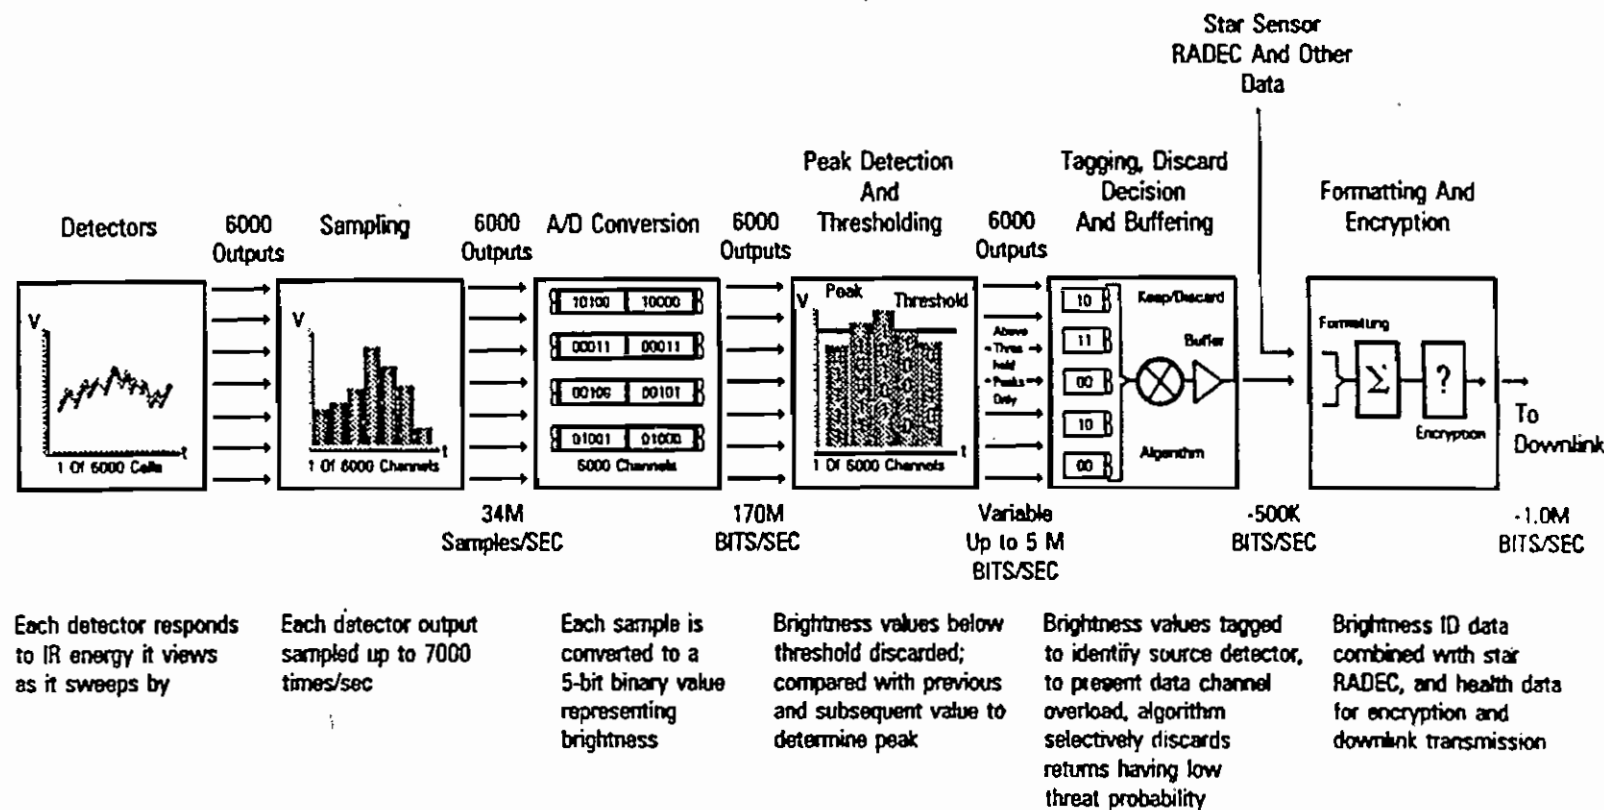 Star Sensor
RADEC And Other
Data
Detectors
6000
Outputs
Sampling
6000
Outputs
A/D Conversion
6000
Outputs
Peak Detection
And
Thresholding
6000
Outputs
Tagging, Discard
Decision
And Buffering
Formatting And
Encryption
V
t
1 Of 6000 Cells
V
t
1 Of 6000 Channels
10100 10000
00011 00011
00100 00101
01001 01000
6000 Channels
V
Peak
Threshold
t
1 Of 6000 Channels
Above
Thres
hold
Peaks
Only
10
11
00
10
00
Keep/Discard
Buffer
Algorithm
Formatting
Σ
?
Encryption
To
Downlink
34M
Samples/SEC
170M
BITS/SEC
Variable
Up to 5 M
BITS/SEC
-500K
BITS/SEC
-1.0M
BITS/SEC
Each detector responds
to IR energy it views
as it sweeps by
Each detector output
sampled up to 7000
times/sec
Each sample is
converted to a
5-bit binary value
representing
brightness
Brightness values below
threshold discarded;
compared with previous
and subsequent value to
determine peak
Brightness values tagged
to identify source detector,
to present data channel
overload, algorithm
selectively discards
returns having low
threat probability
Brightness ID data
combined with star
RADEC, and health data
for encryption and
downlink transmission